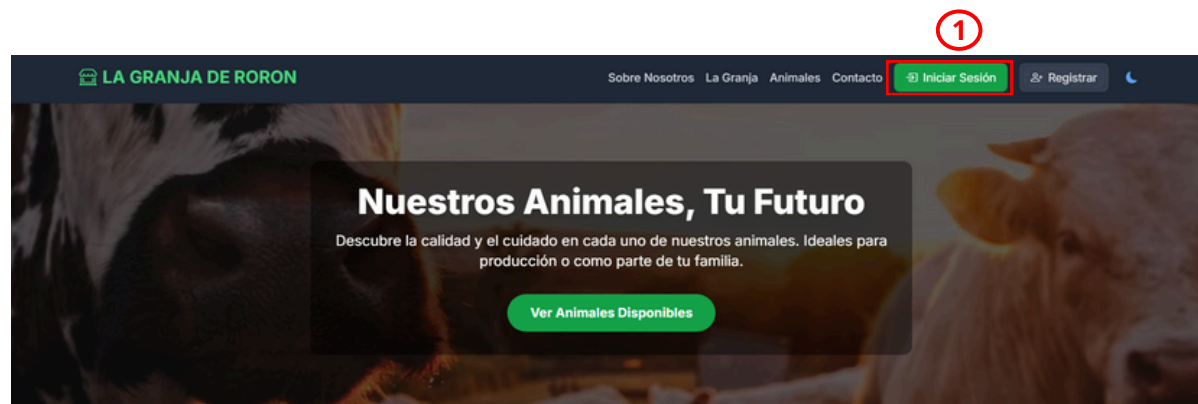 1
LA GRANJA DE RORON
Sobre Nosotros La Granja Animales Contacto Iniciar Sesión Registrar
Nuestros Animales, Tu Futuro
Descubre la calidad y el cuidado en cada uno de nuestros animales. Ideales para
producción o como parte de tu familia.
Ver Animales Disponibles